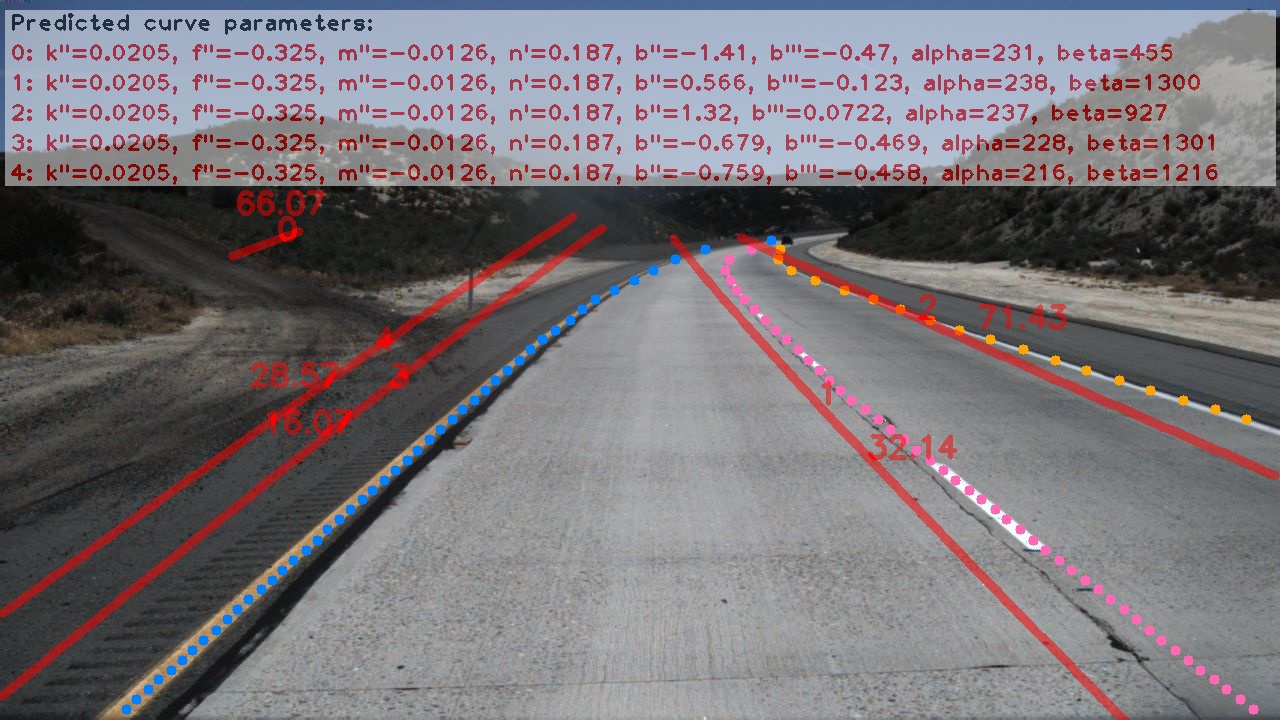 Predicted curve parameters:
0: k''=0.0205, f''=-0.325, m''=-0.0126, n'=0.187, b''=-1.41, b'''=-0.47, alpha=231, beta=455
1: k''=0.0205, f''=-0.325, m''=-0.0126, n'=0.187, b''=0.566, b'''=-0.123, alpha=238, beta=1300
2: k''=0.0205, f''=-0.325, m''=-0.0126, n'=0.187, b''=1.32, b'''=0.0722, alpha=237, beta=927
3: k''=0.0205, f''=-0.325, m''=-0.0126, n'=0.187, b''=-0.679, b'''=-0.469, alpha=228, beta=1301
4: k''=0.0205, f''=-0.325, m''=-0.0126, n'=0.187, b''=-0.759, b'''=-0.458, alpha=216, beta=1216
66.07
0
2 71.43
4
28.57 3
1
16.07
32.14